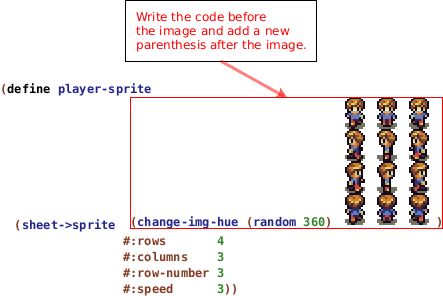 Write the code before
the image and add a new
parenthesis after the image.
(define player-sprite
(sheet->sprite (change-img-hue (random 360) )
#:rows 4
#:columns 3
#:row-number 3
#:speed 3))